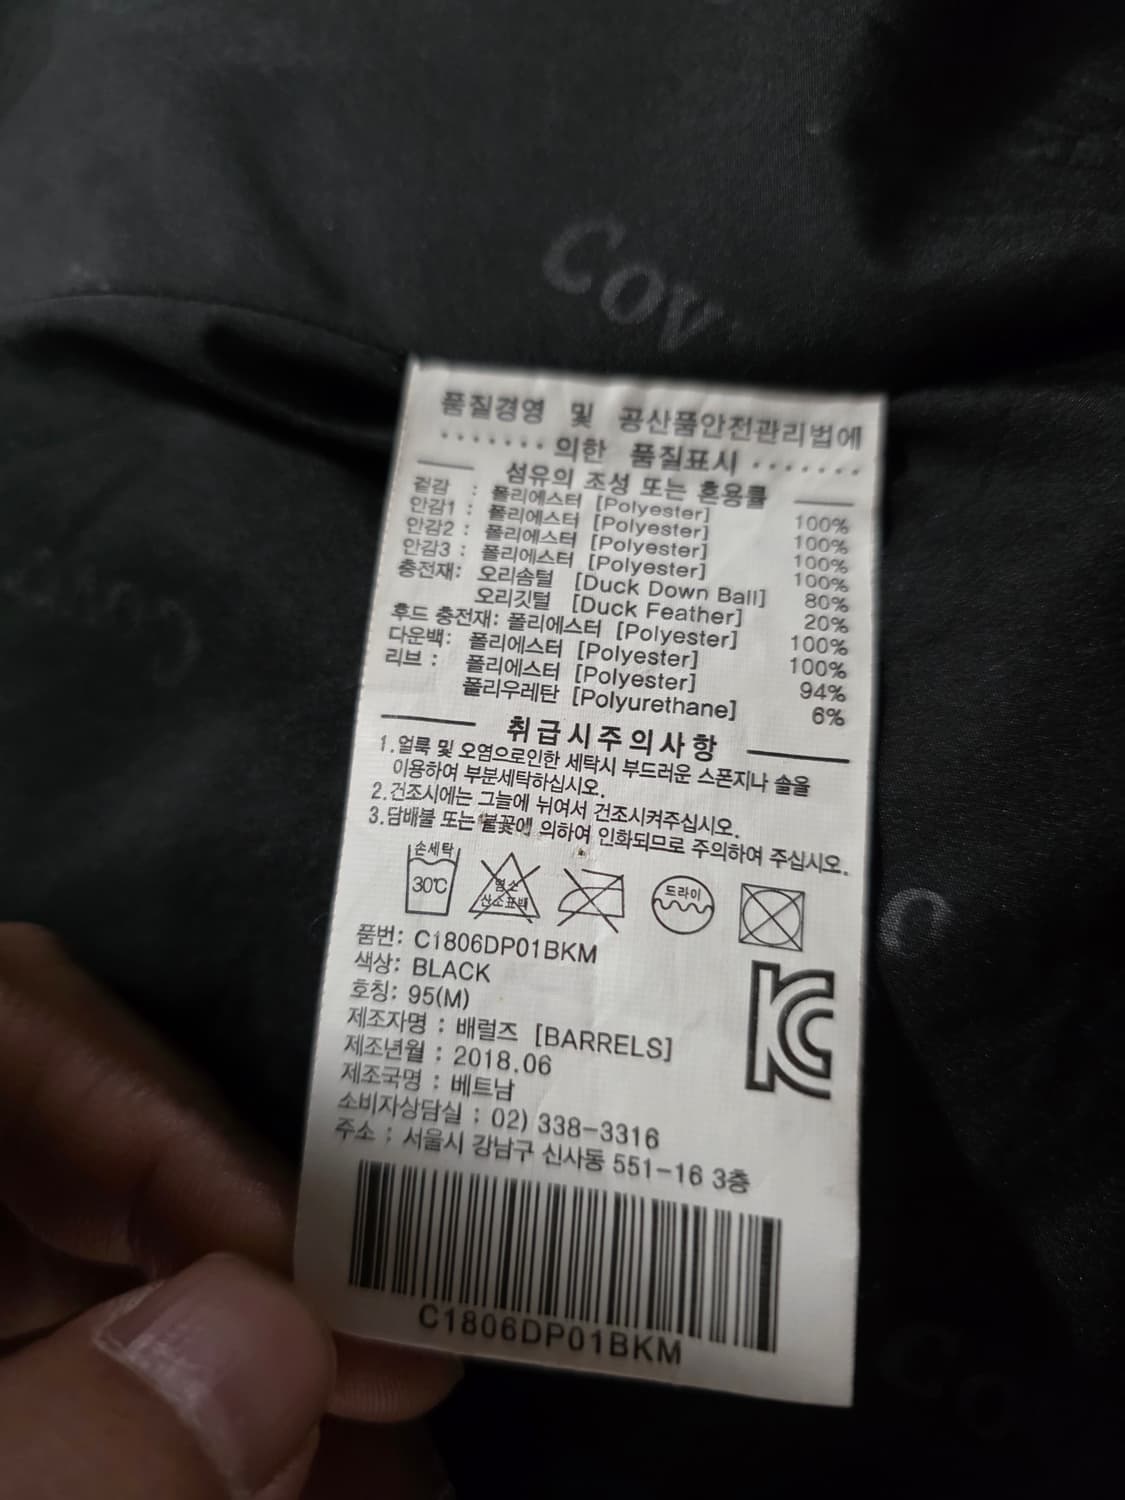 Cov
품질경영 및 공산품안전관리법에
·······의한 품질표시·······
섬유의 조성 또는 혼용률
겉감 : 폴리에스터 [Polyester] 100%
안감1 : 폴리에스터 [Polyester] 100%
안감2 : 폴리에스터 [Polyester] 100%
안감3 : 폴리에스터 [Polyester] 100%
충전재: 오리솜털 [Duck Down Ball] 80%
오리깃털 [Duck Feather] 20%
후드 충전재: 폴리에스터 [Polyester] 100%
다운백: 폴리에스터 [Polyester] 100%
리브 : 폴리에스터 [Polyester] 94%
폴리우레탄 [Polyurethane] 6%
취급시주의사항
1.얼룩 및 오염으로인한 세탁시 부드러운 스폰지나 솔을
이용하여 부분세탁하십시오.
2.건조시에는 그늘에 뉘여서 건조시켜주십시오.
3.담배불 또는 불꽃에 의하여 인화되므로 주의하여 주십시오.
손세탁
30℃
염소
산소표백
드라이
품번: C1806DP01BKM
색상: BLACK
호칭: 95(M)
제조자명 : 배럴즈 [BARRELS]
제조년월 : 2018.06
제조국명 : 베트남
소비자상담실 : 02) 338-3316
주소 : 서울시 강남구 신사동 551-16 3층
KC
C1806DP01BKM
co